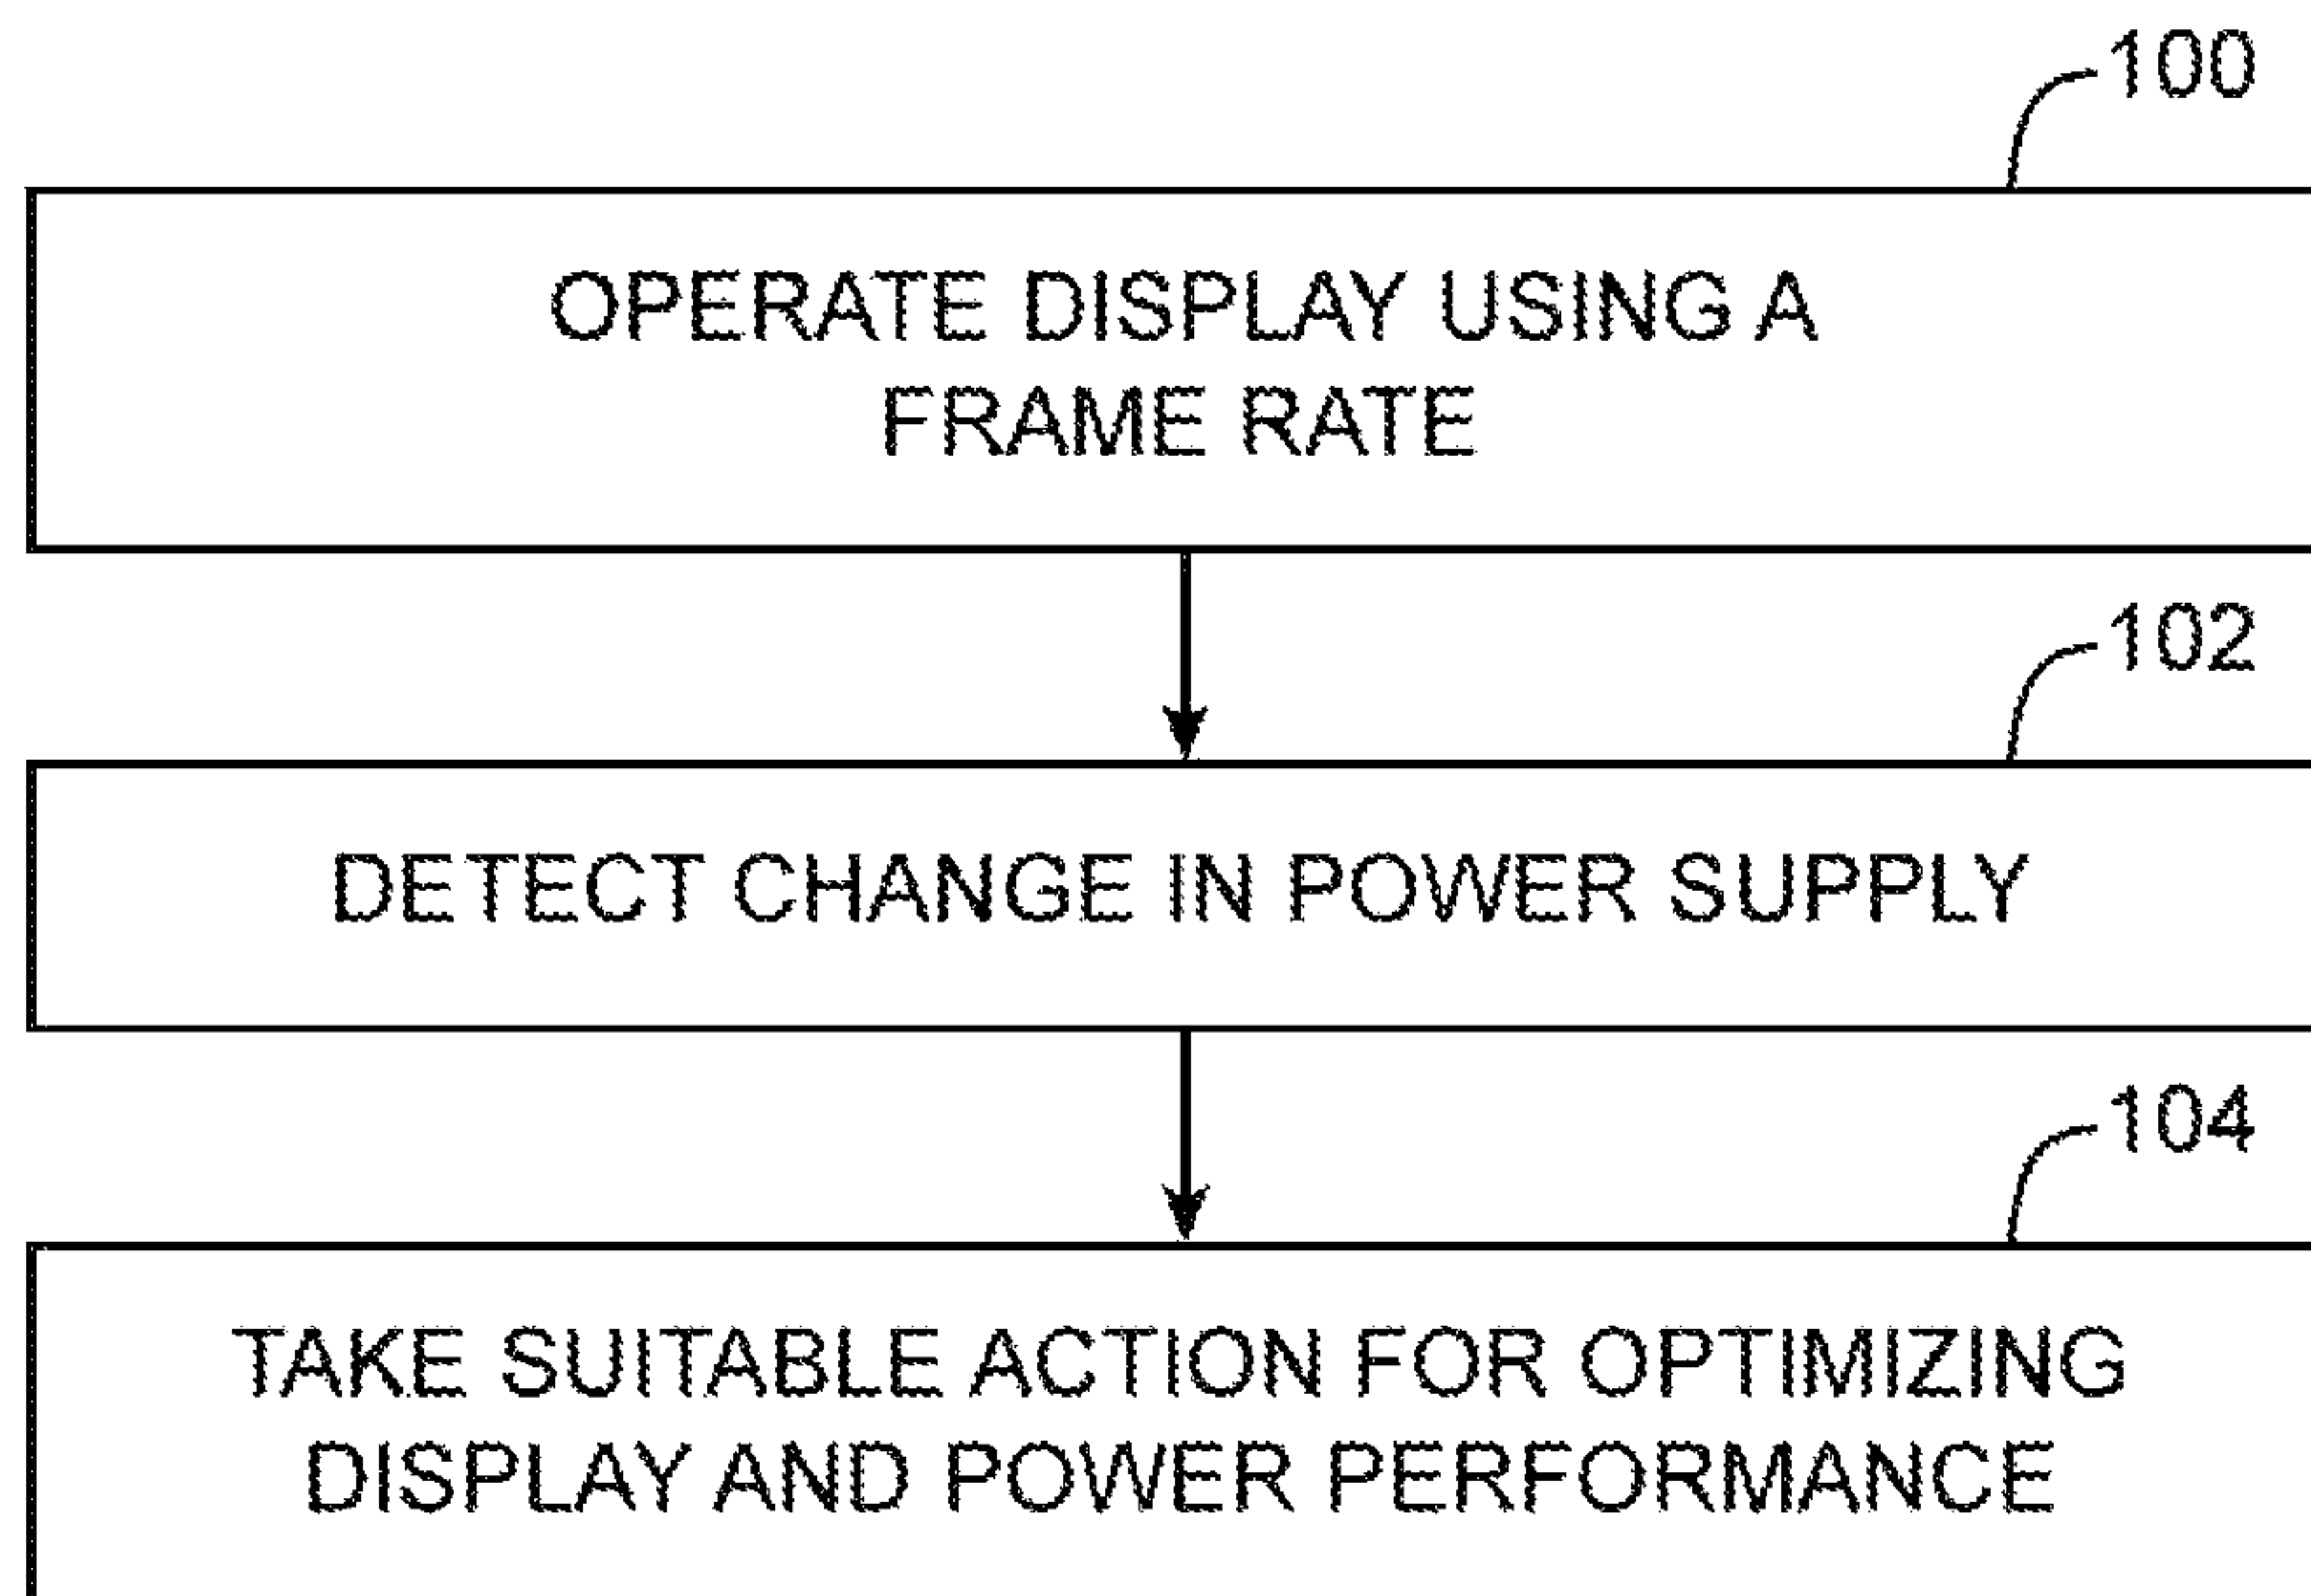 100
OPERATE DISPLAY USING A
FRAME RATE
102
DETECT CHANGE IN POWER SUPPLY
104
TAKE SUITABLE ACTION FOR OPTIMIZING
DISPLAY AND POWER PERFORMANCE